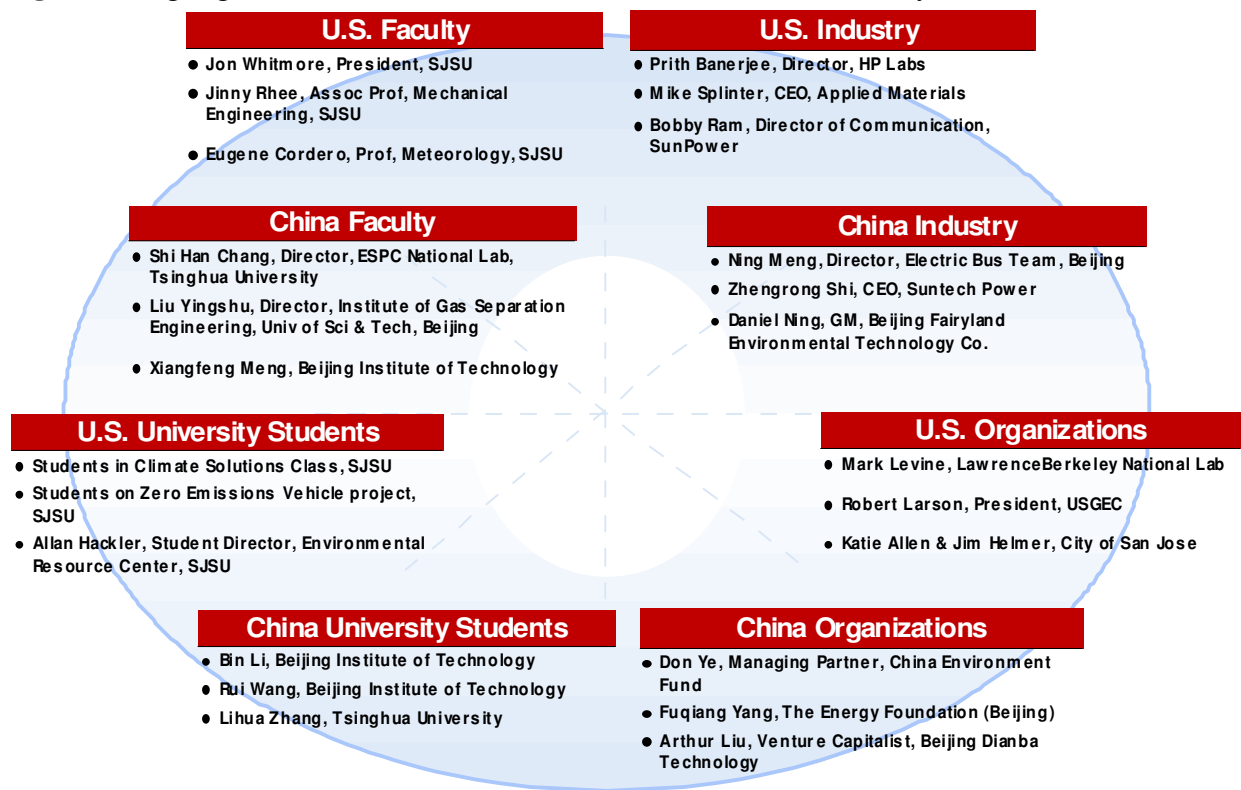 U.S. Faculty
● Jon Whitmore, President, SJSU
● Jinny Rhee, Assoc Prof, Mechanical
Engineering, SJSU
● Eugene Cordero, Prof, Meteorology, SJSU
U.S. Industry
● Prith Banerjee, Director, HP Labs
● Mike Splinter, CEO, Applied Materials
● Bobby Ram, Director of Communication,
SunPower
China Faculty
● Shi Han Chang, Director, ESPC National Lab,
Tsinghua University
● Liu Yingshu, Director, Institute of Gas Separation
Engineering, Univ of Sci & Tech, Beijing
● Xiangfeng Meng, Beijing Institute of Technology
China Industry
● Ning Meng, Director, Electric Bus Team, Beijing
● Zhengrong Shi, CEO, Suntech Power
● Daniel Ning, GM, Beijing Fairyland
Environmental Technology Co.
U.S. University Students
● Students in Climate Solutions Class, SJSU
● Students on Zero Emissions Vehicle project,
SJSU
● Allan Hackler, Student Director, Environmental
Resource Center, SJSU
U.S. Organizations
● Mark Levine, LawrenceBerkeley National Lab
● Robert Larson, President, USGEC
● Katie Allen & Jim Helmer, City of San Jose
China University Students
● Bin Li, Beijing Institute of Technology
● Rui Wang, Beijing Institute of Technology
● Lihua Zhang, Tsinghua University
China Organizations
● Don Ye, Managing Partner, China Environment
Fund
● Fuqiang Yang, The Energy Foundation (Beijing)
● Arthur Liu, Venture Capitalist, Beijing Dianba
Technology